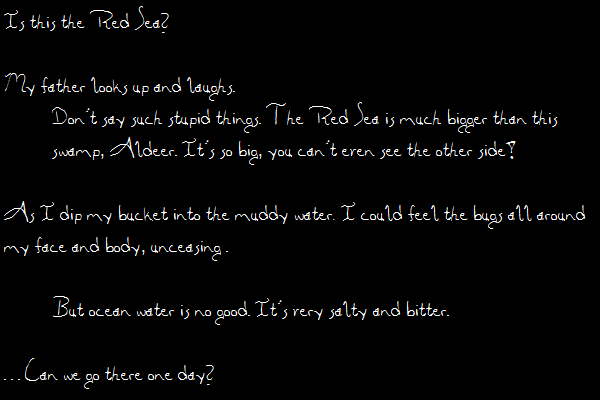 Is this the Red Sea?
My father looks up and laughs.
Don't say such stupid things. The Red Sea is much bigger than this
swamp, Aldeer. It's so big, you can't even see the other side!
As I dip my bucket into the muddy water. I could feel the bugs all around
my face and body, unceasing.
But ocean water is no good. It's very salty and bitter.
...Can we go there one day?